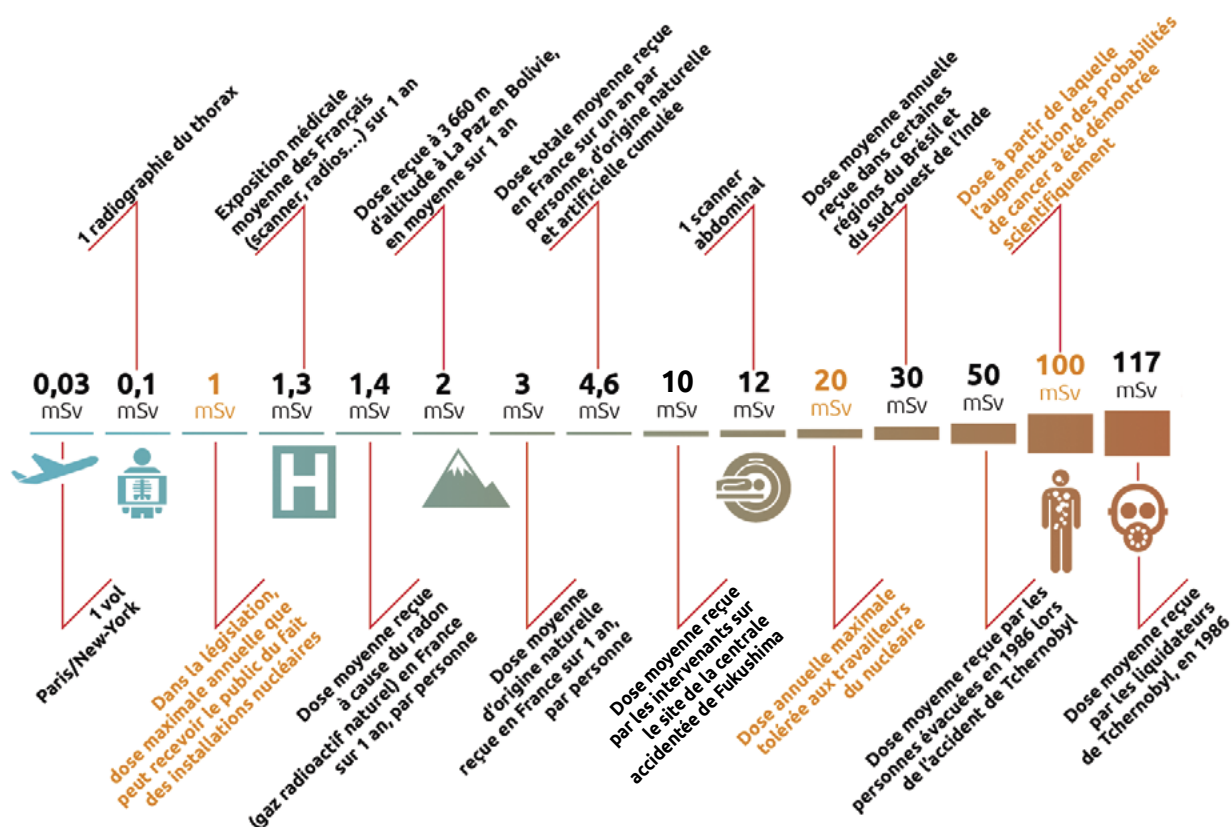 1 radiographie du thorax
Exposition médicale
moyenne des Français
(scanner, radios...) sur 1 an
Dose reçue à 3 660 m
d'altitude à La Paz en Bolivie,
en moyenne sur 1 an
Dose totale moyenne reçue
en France sur un an par
personne, d'origine naturelle
et artificielle cumulée
1 scanner
abdominal
Dose moyenne annuelle
reçue dans certaines
régions du Brésil et
du sud-ouest de l'Inde
Dose à partir de laquelle
l'augmentation des probabilités
de cancer a été démontrée
scientifiquement
0,03
mSv
0,1
mSv
1
mSv
1,3
mSv
1,4
mSv
2
mSv
3
mSv
4,6
mSv
10
mSv
12
mSv
20
mSv
30
mSv
50
mSv
100
mSv
117
mSv
H
1 vol
Paris/New-York
Dans la législation,
dose maximale annuelle que
peut recevoir le public du fait
des installations nucléaires
Dose moyenne reçue
à cause du radon
(gaz radioactif naturel) en France
sur 1 an, par personne
Dose moyenne
d'origine naturelle
reçue en France sur 1 an,
par personne
Dose moyenne reçue
par les intervenants sur
le site de la centrale
accidentée de Fukushima
Dose annuelle maximale
tolérée aux travailleurs
du nucléaire
Dose moyenne reçue par les
personnes évacuées en 1986 lors
de l'accident de Tchernobyl
Dose moyenne reçue
par les liquidateurs
de Tchernobyl, en 1986